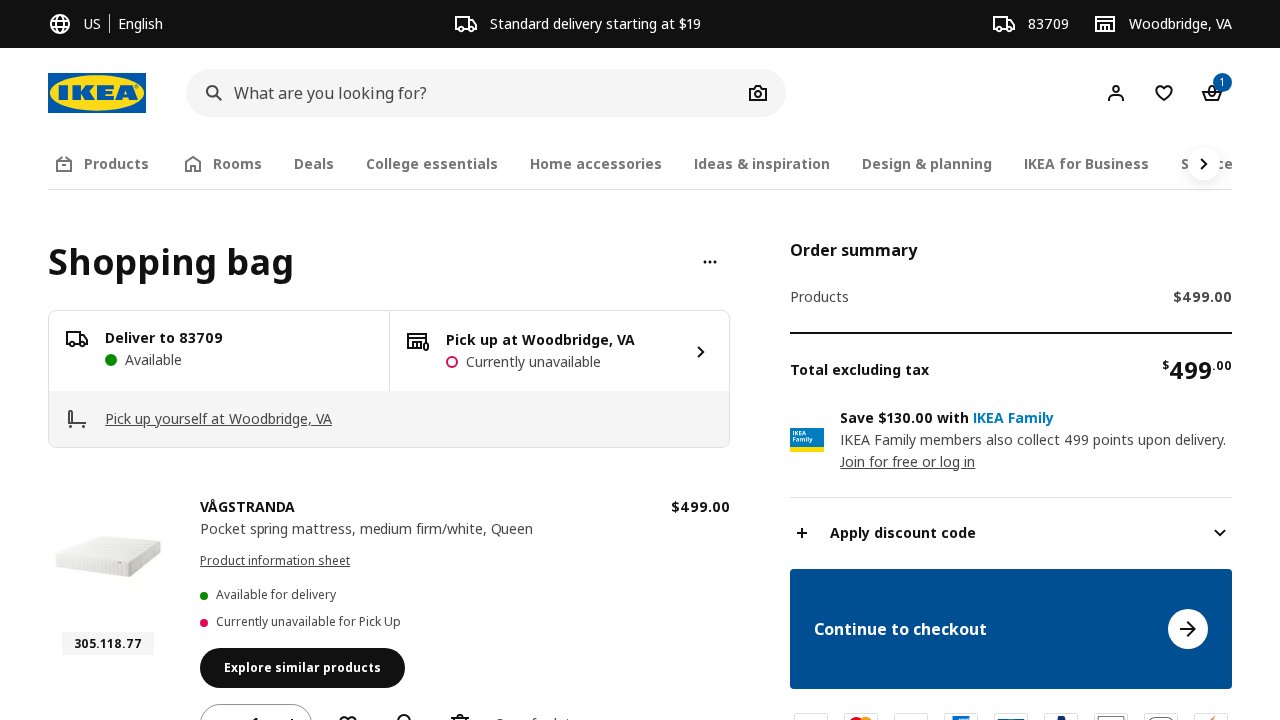 US English
Standard delivery starting at $19
83709
Woodbridge, VA
IKEA
What are you looking for?
1
Products
Rooms
Deals
College essentials
Home accessories
Ideas & inspiration
Design & planning
IKEA for Business
Shopping bag
Deliver to 83709
Available
Pick up at Woodbridge, VA
Currently unavailable
Pick up yourself at Woodbridge, VA
VÅGSTRANDA
$499.00
Pocket spring mattress, medium firm/white, Queen
Product information sheet
Available for delivery
Currently unavailable for Pick Up
305.118.77
Explore similar products
Order summary
Products
$499.00
Total excluding tax
$499.00
IKEA
Family
Save $130.00 with IKEA Family
IKEA Family members also collect 499 points upon delivery.
Join for free or log in
Apply discount code
Continue to checkout